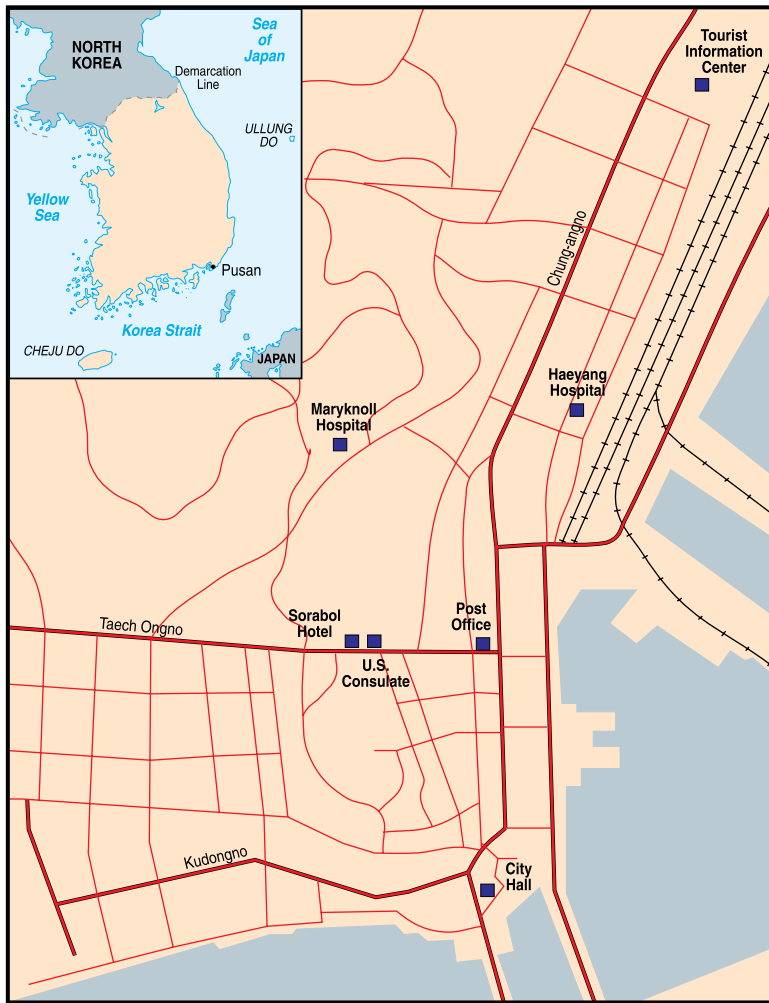 NORTH
KOREA
Sea
of
Japan
Demarcation
Line
ULLUNG
DO
Yellow
Sea
Pusan
Korea Strait
CHEJU DO
JAPAN
Tourist
Information
Center
Chung-angno
Haeyang
Hospital
Maryknoll
Hospital
Taech Ongno
Sorabol
Hotel
Post
Office
U.S.
Consulate
Kudongno
City
Hall